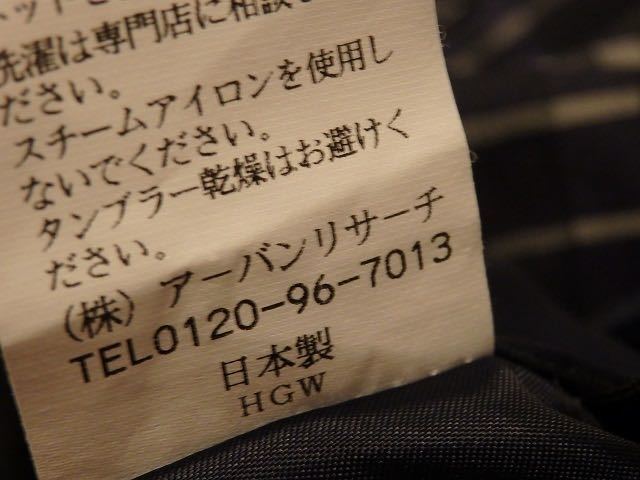 洗濯は専門店に相談
ださい。
スチームアイロンを使用し
ないでください。
タンブラー乾燥はお避けく
ださい。
(株) アーバンリサーチ
TEL0120-96-7013
日本製
HGW